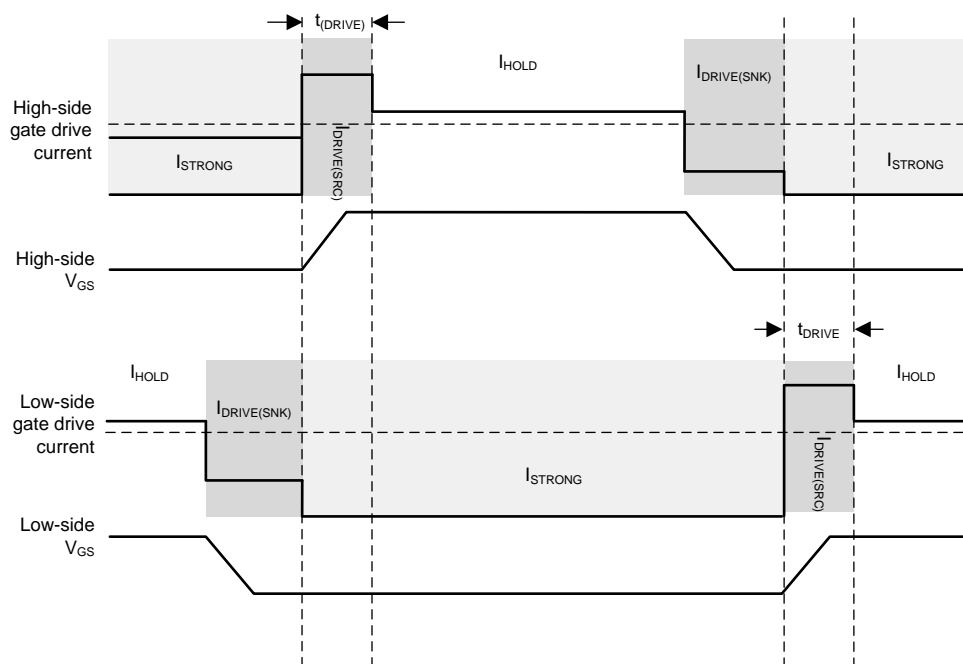 t(DRIVE)
IHOLD
IDRIVE(SNK)
High-side
gate drive
current
IDRIVE(SRC)
ISTRONG
ISTRONG
High-side
VGS
tDRIVE
IHOLD
IHOLD
IDRIVE(SNK)
Low-side
gate drive
current
IDRIVE(SRC)
ISTRONG
Low-side
VGS